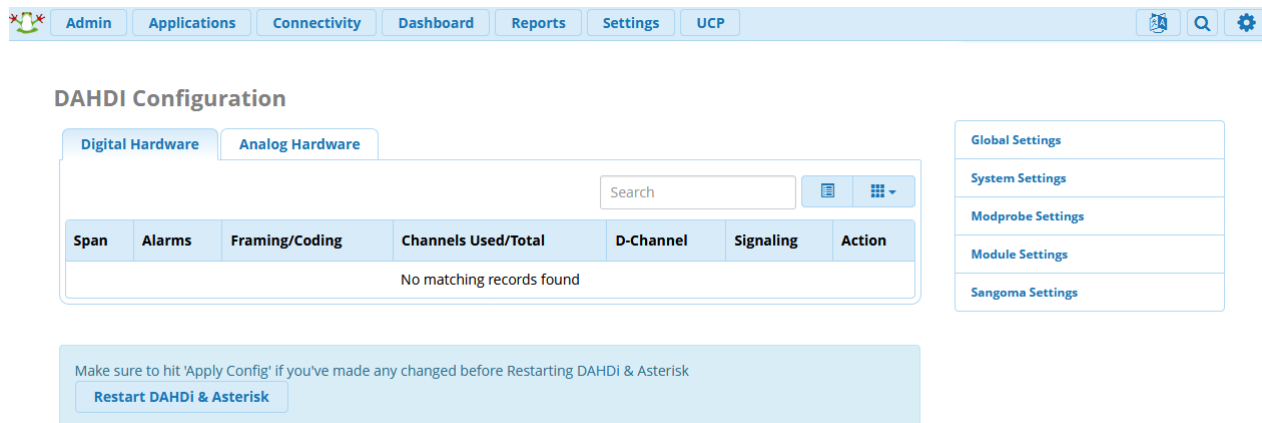 Admin Applications Connectivity Dashboard Reports Settings UCP
DAHDI Configuration
Digital Hardware Analog Hardware
Search
Span Alarms Framing/Coding Channels Used/Total D-Channel Signaling Action
No matching records found
Global Settings
System Settings
Modprobe Settings
Module Settings
Sangoma Settings
Make sure to hit 'Apply Config' if you've made any changed before Restarting DAHDi & Asterisk
Restart DAHDi & Asterisk